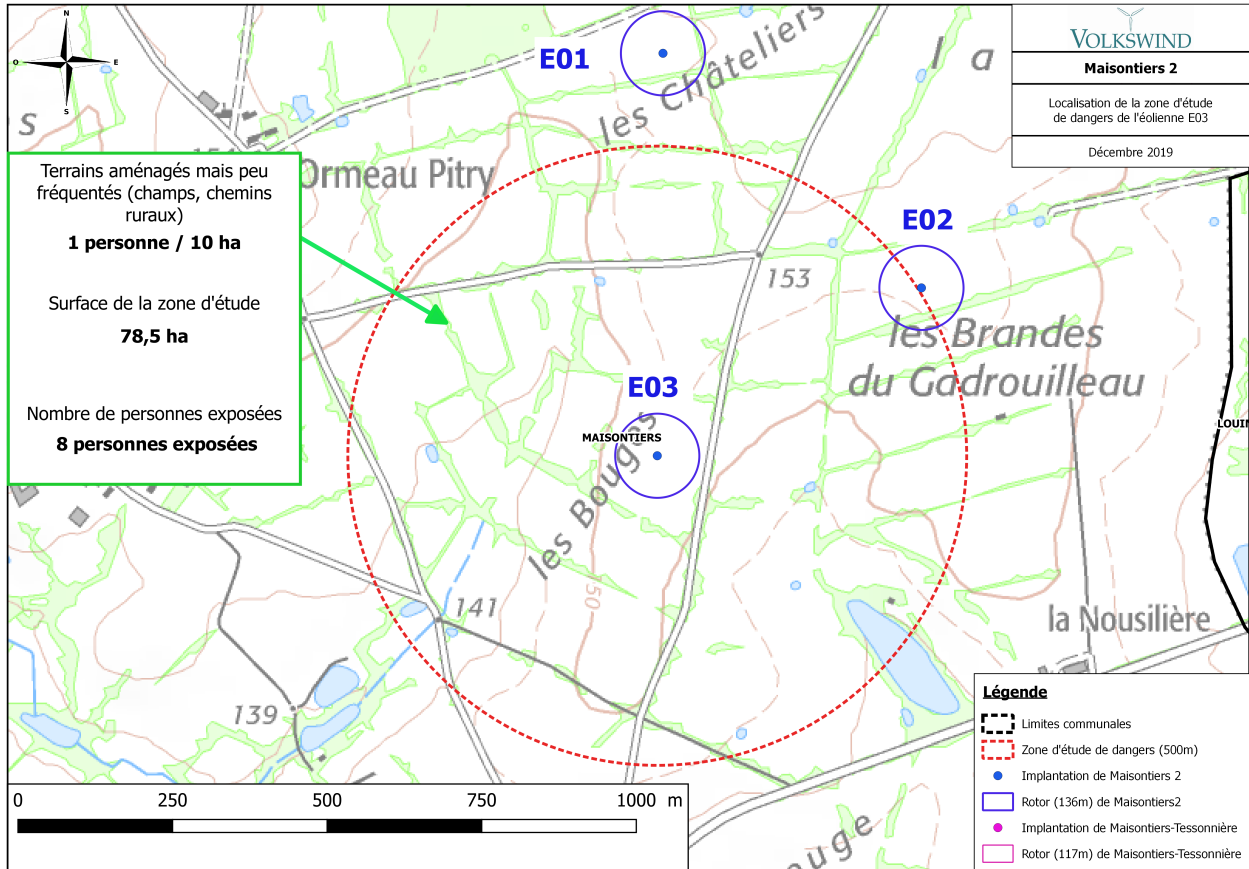 N
O
E
S
VOLKSWIND
Maisontiers 2
Localisation de la zone d'étude
de dangers de l'éolienne E03
Décembre 2019
E01
les Châteliers
l a
s
Ormeau Pitry
Terrains aménagés mais peu
fréquentés (champs, chemins
ruraux)
1 personne / 10 ha
Surface de la zone d'étude
78,5 ha
Nombre de personnes exposées
8 personnes exposées
E02
153
les Brandes
du Gadrouilleau
E03
MAISONTIERS
les Bouges
LOUIN
50
141
la Nousilière
139
ouge
0 250 500 750 1000 m
Légende
Limites communales
Zone d'étude de dangers (500m)
Implantation de Maisontiers 2
Rotor (136m) de Maisontiers2
Implantation de Maisontiers-Tessonnière
Rotor (117m) de Maisontiers-Tessonnière